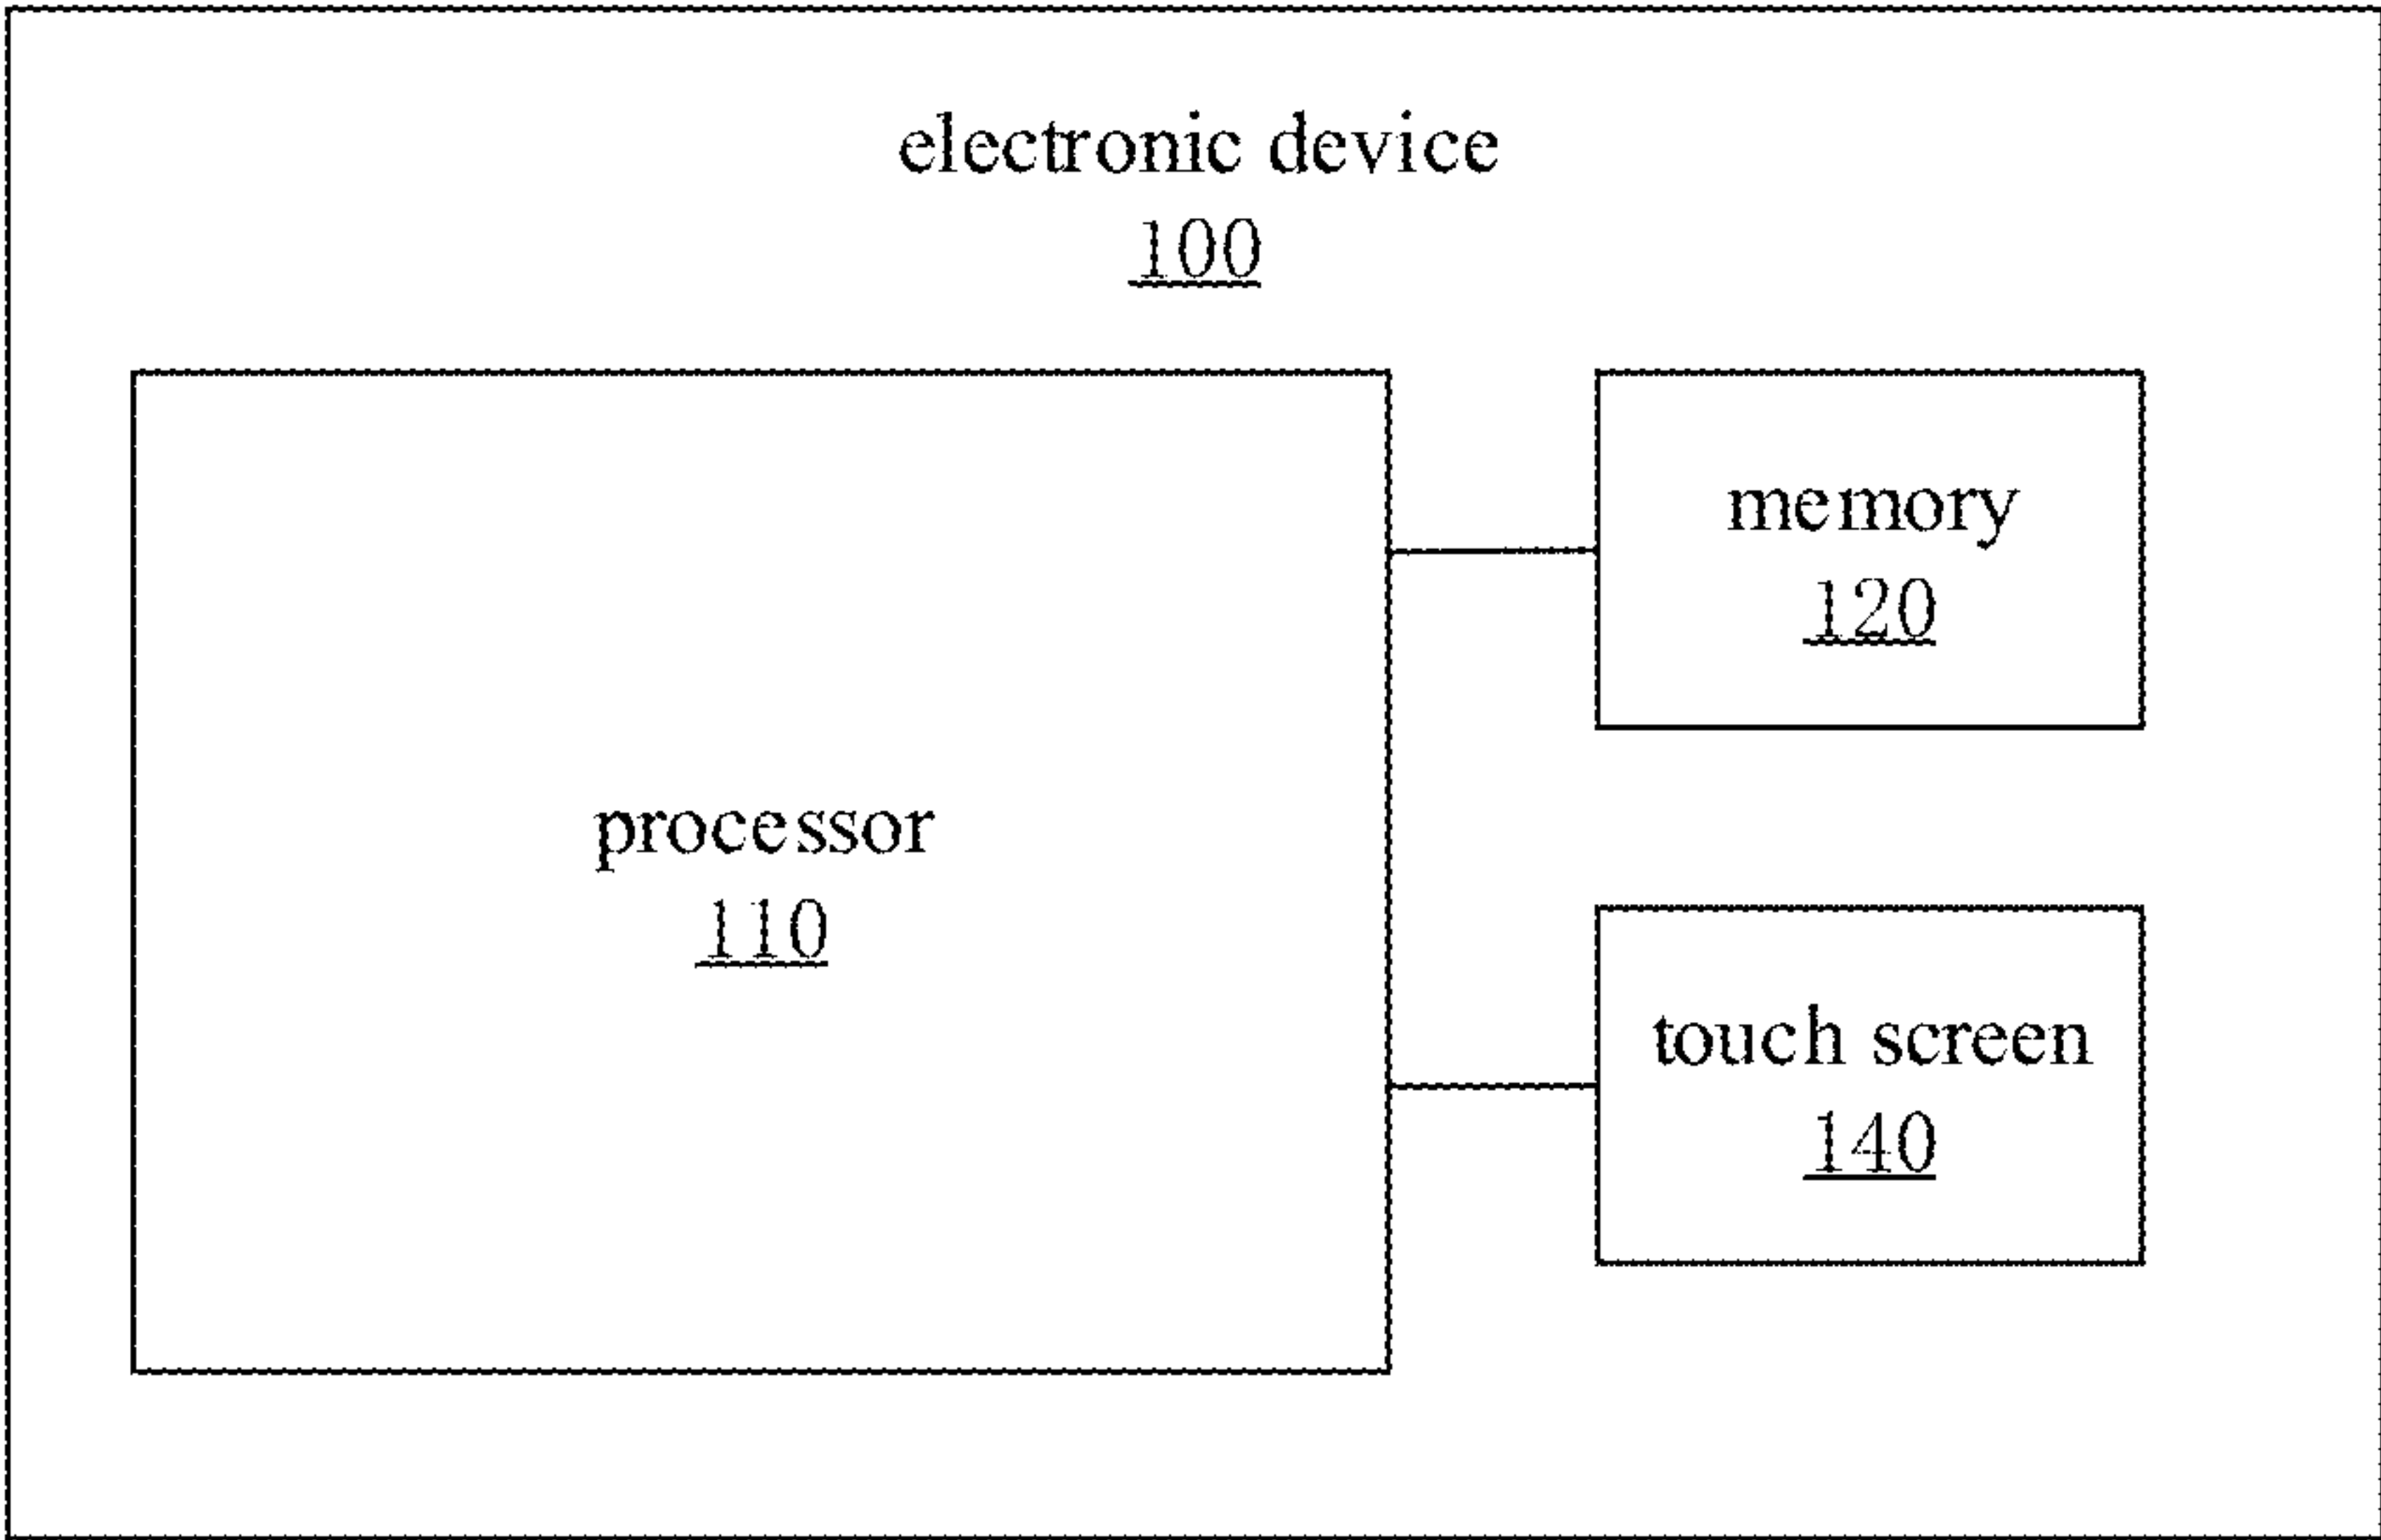 electronic device
100
memory
120
processor
110
touch screen
140